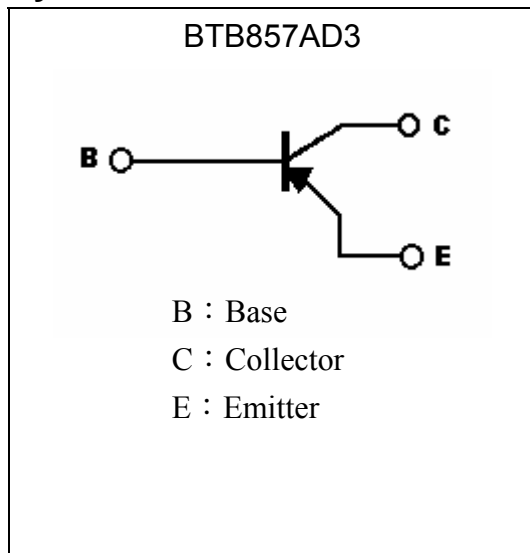 BTB857AD3
C
B
E
B：Base
C：Collector
E：Emitter